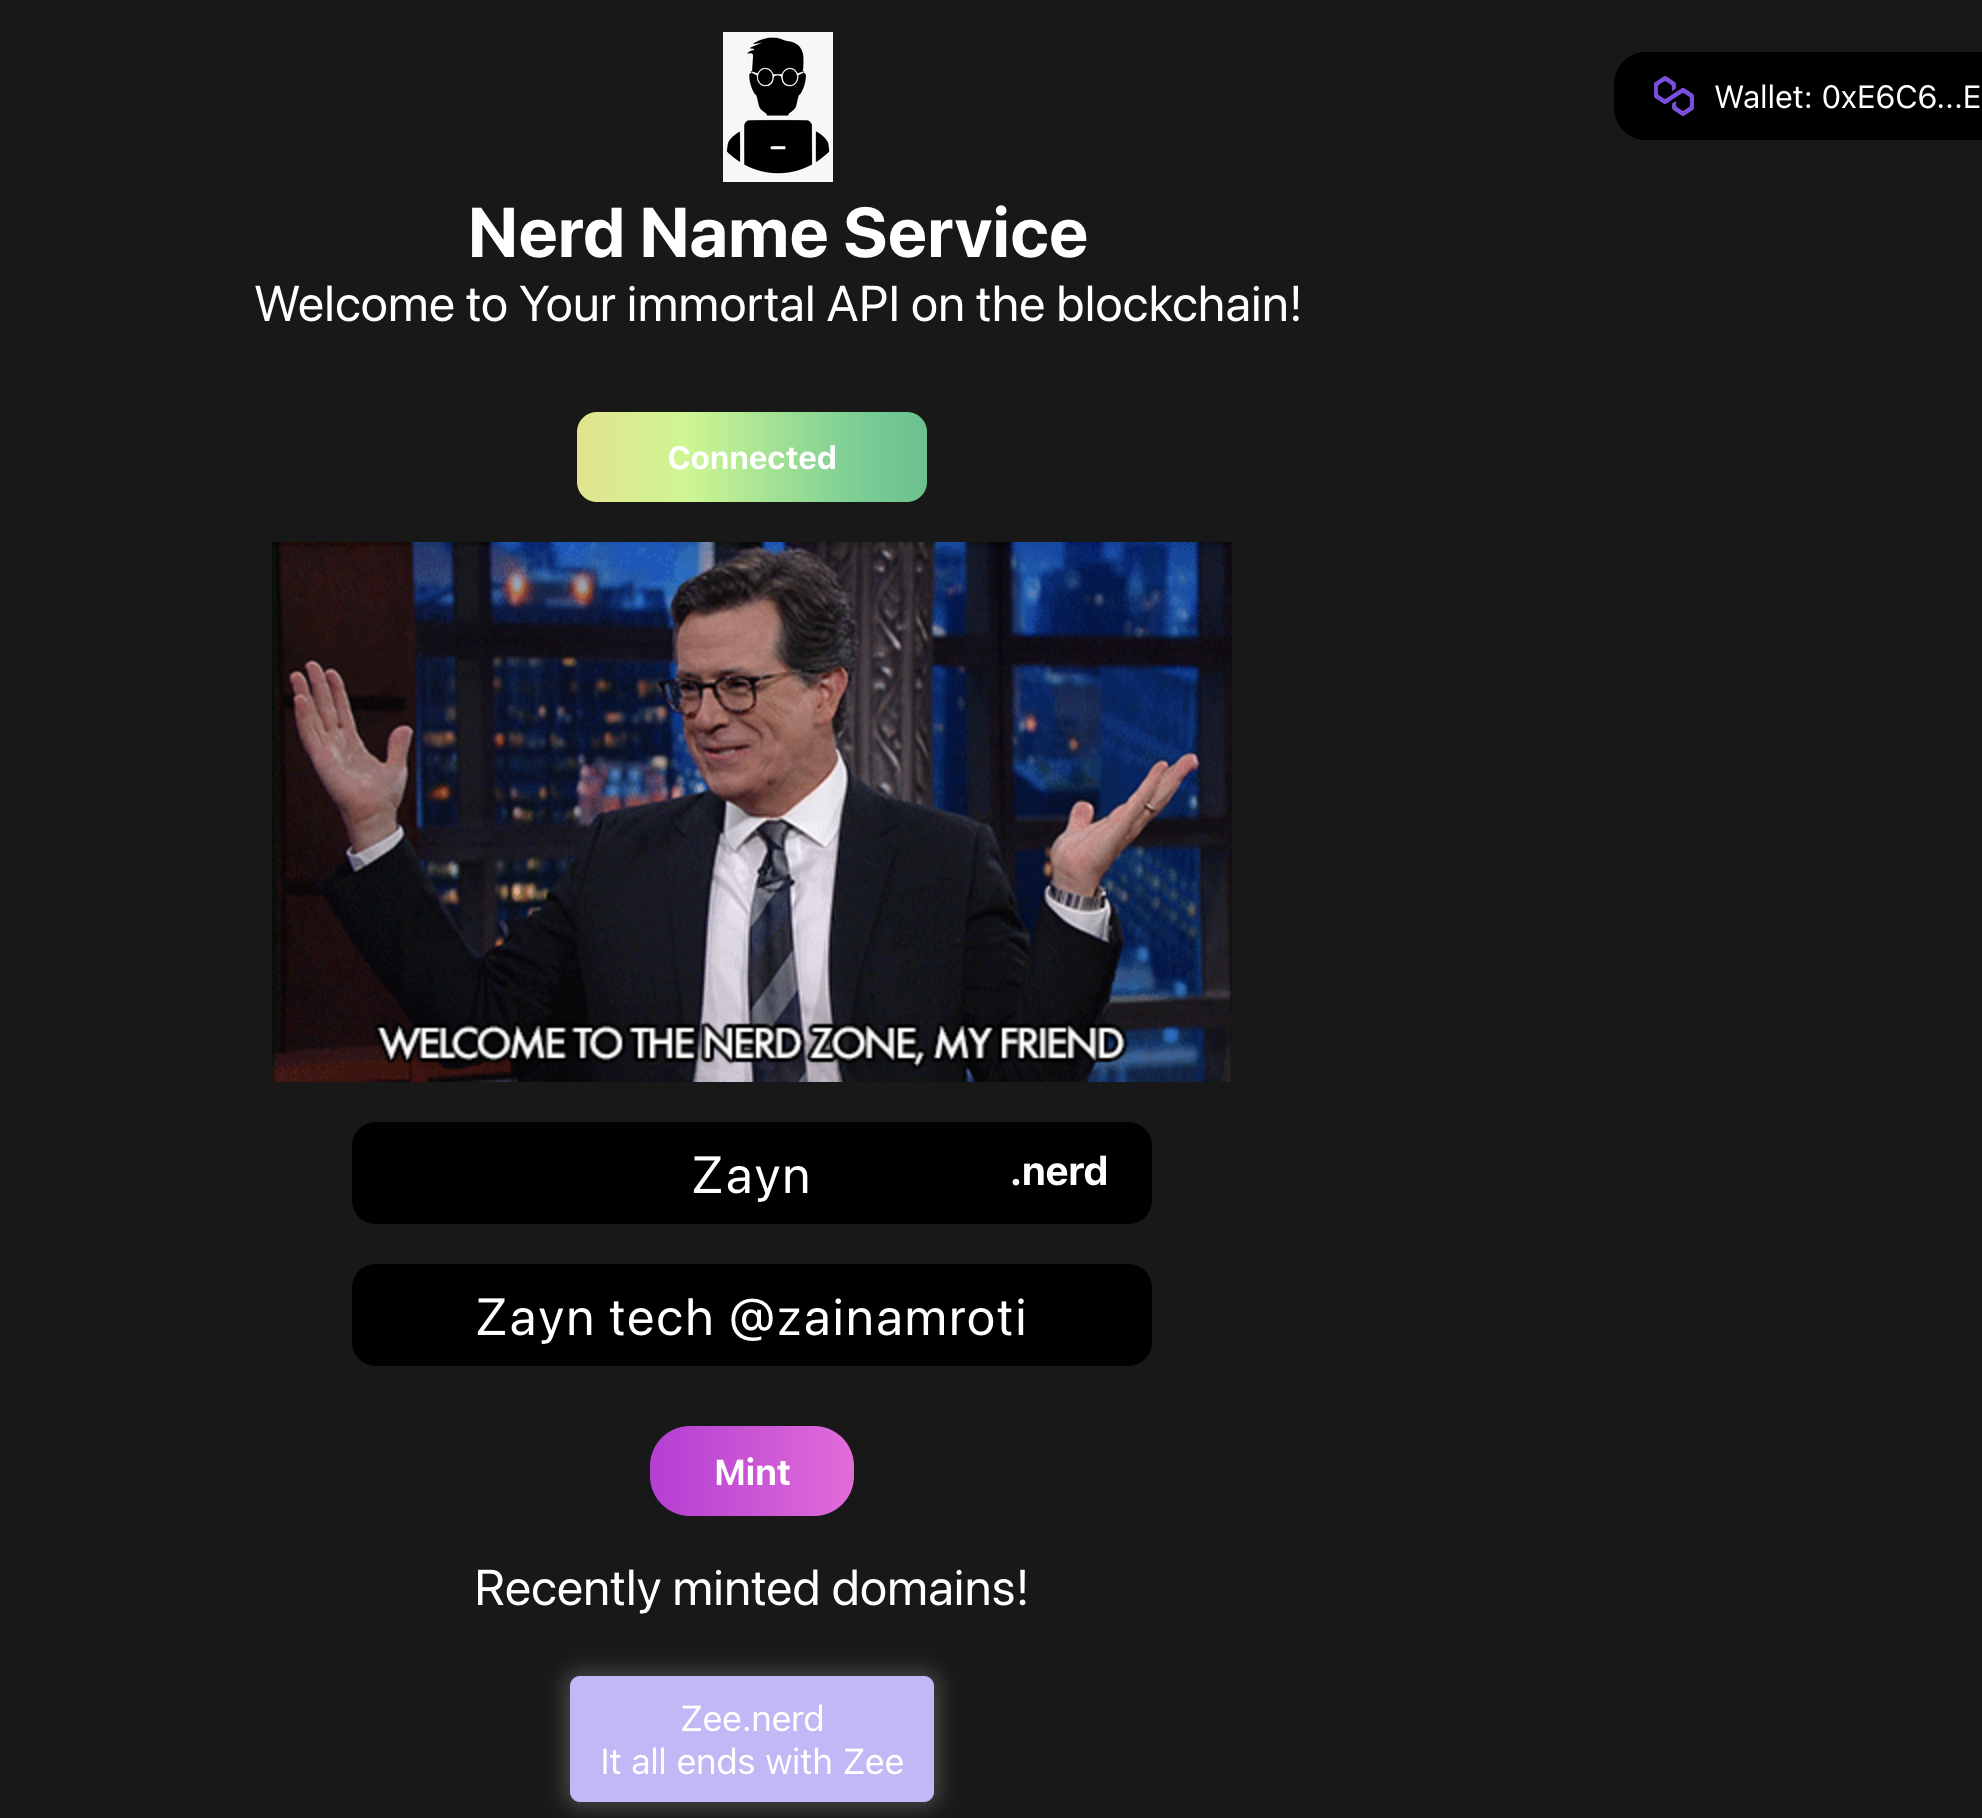 Wallet: 0xE6C6...E
Nerd Name Service
Welcome to Your immortal API on the blockchain!
Connected
WELCOME TO THE NERD ZONE, MY FRIEND
Zayn .nerd
Zayn tech @zainamroti
Mint
Recently minted domains!
Zee.nerd
It all ends with Zee